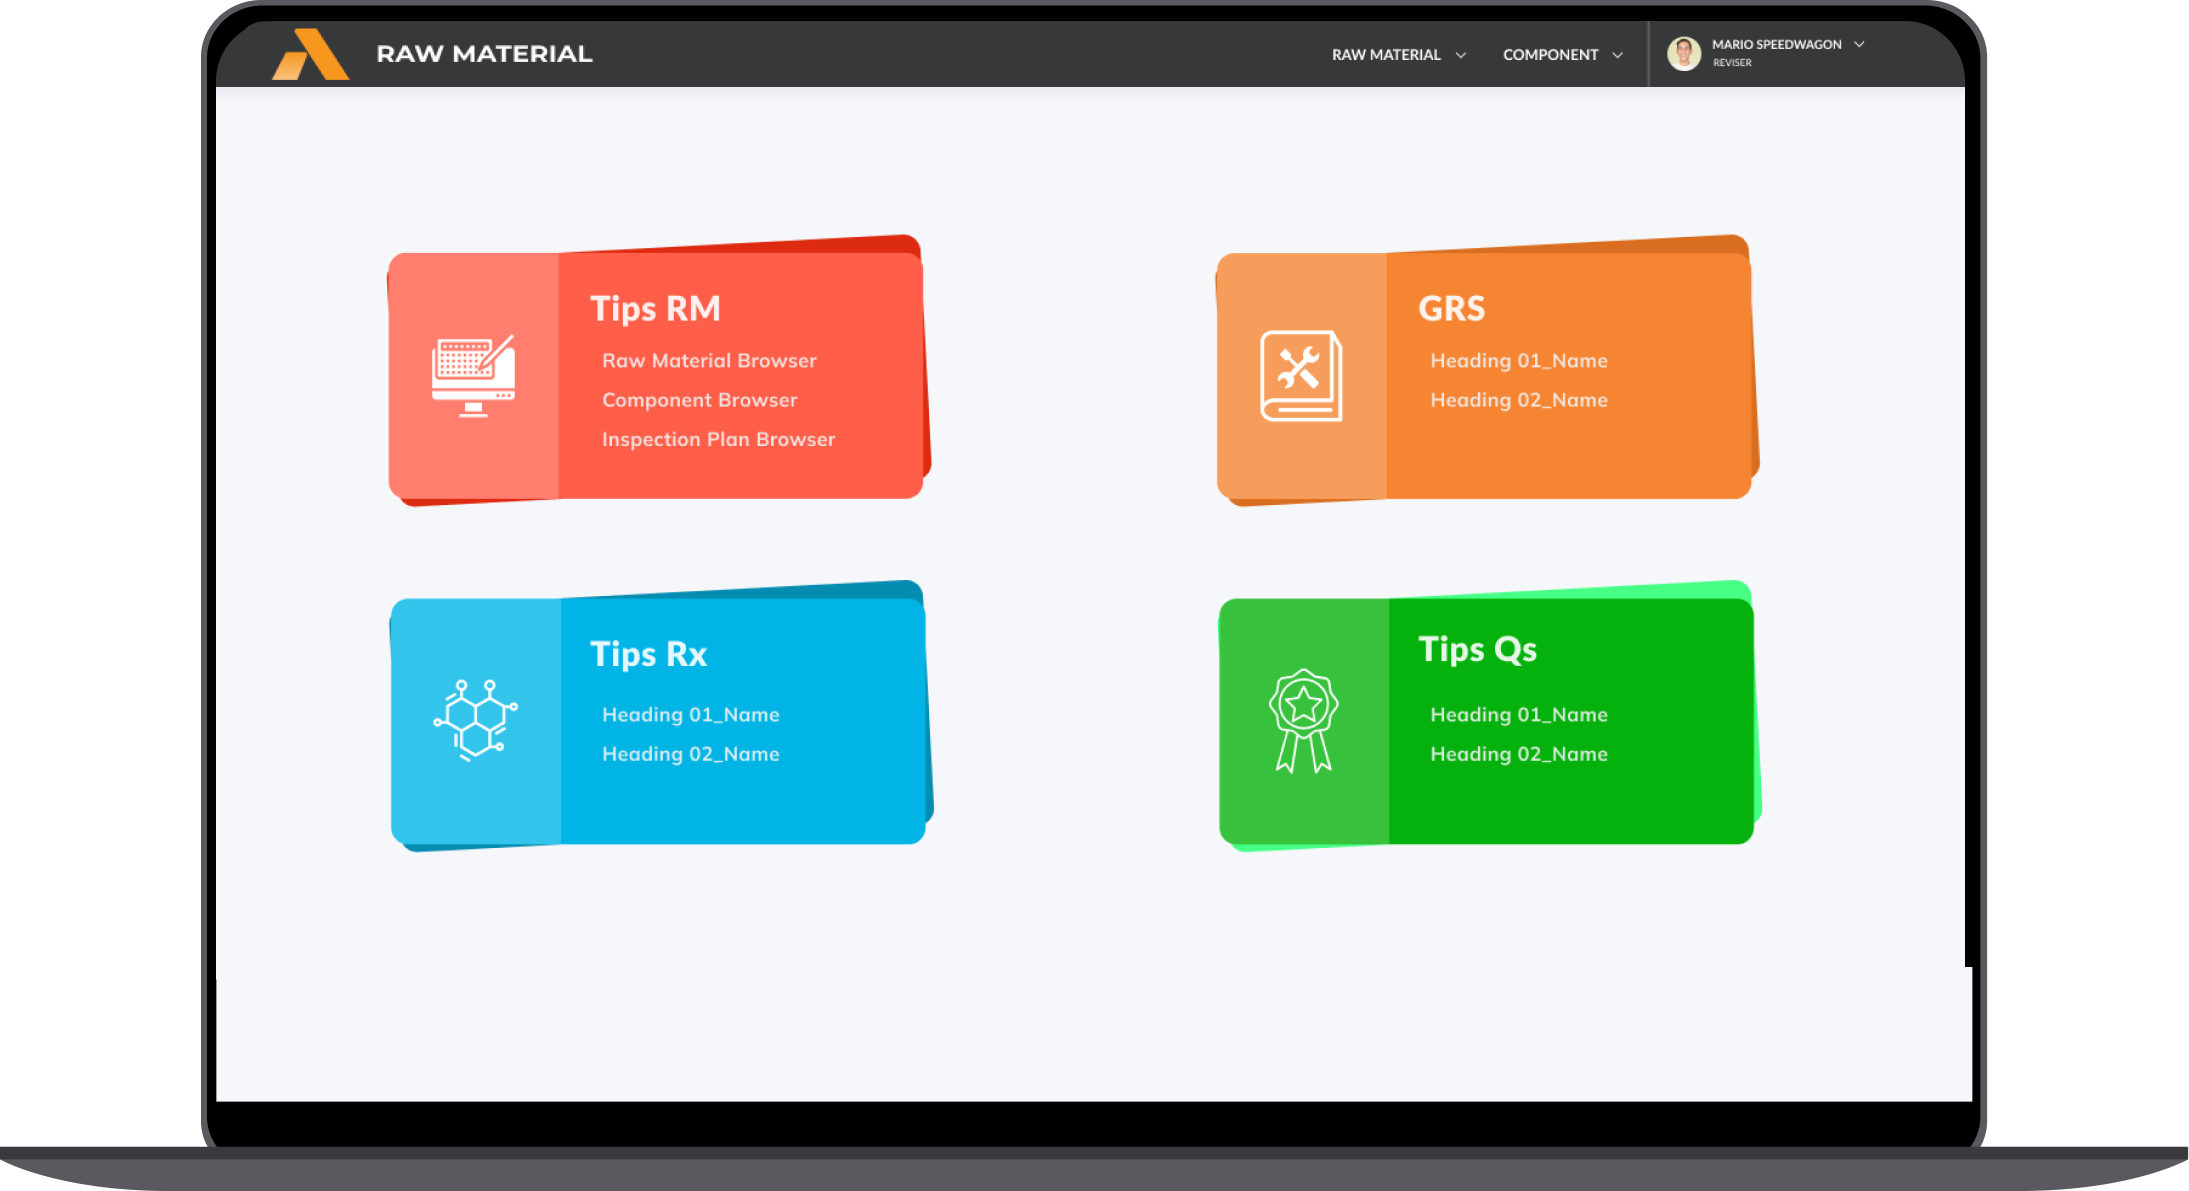 RAW MATERIAL
RAW MATERIAL
COMPONENT
MARIO SPEEDWAGON
REVISER
Tips RM
Raw Material Browser
Component Browser
Inspection Plan Browser
GRS
Heading 01_Name
Heading 02_Name
Tips Rx
Heading 01_Name
Heading 02_Name
Tips Qs
Heading 01_Name
Heading 02_Name